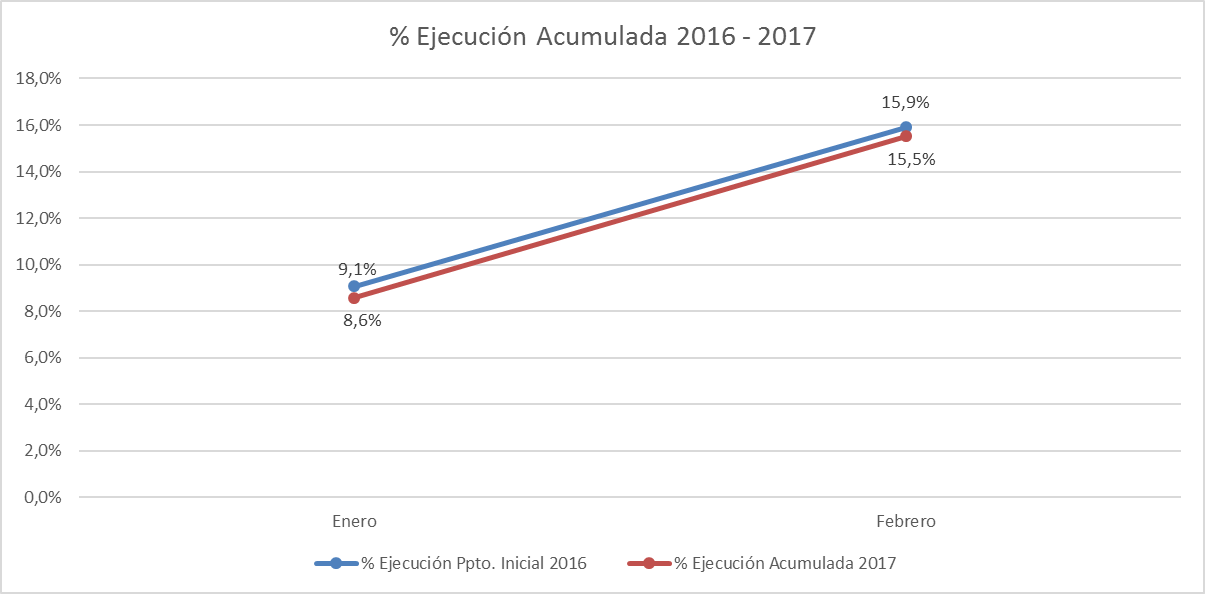 % Ejecución Acumulada 2016 - 2017
18,0%
16,0%
14,0%
12,0%
10,0%
8,0%
6,0%
4,0%
2,0%
0,0%
15,9%
15,5%
9,1%
8,6%
Enero
Febrero
% Ejecución Ppto. Inicial 2016
% Ejecución Acumulada 2017